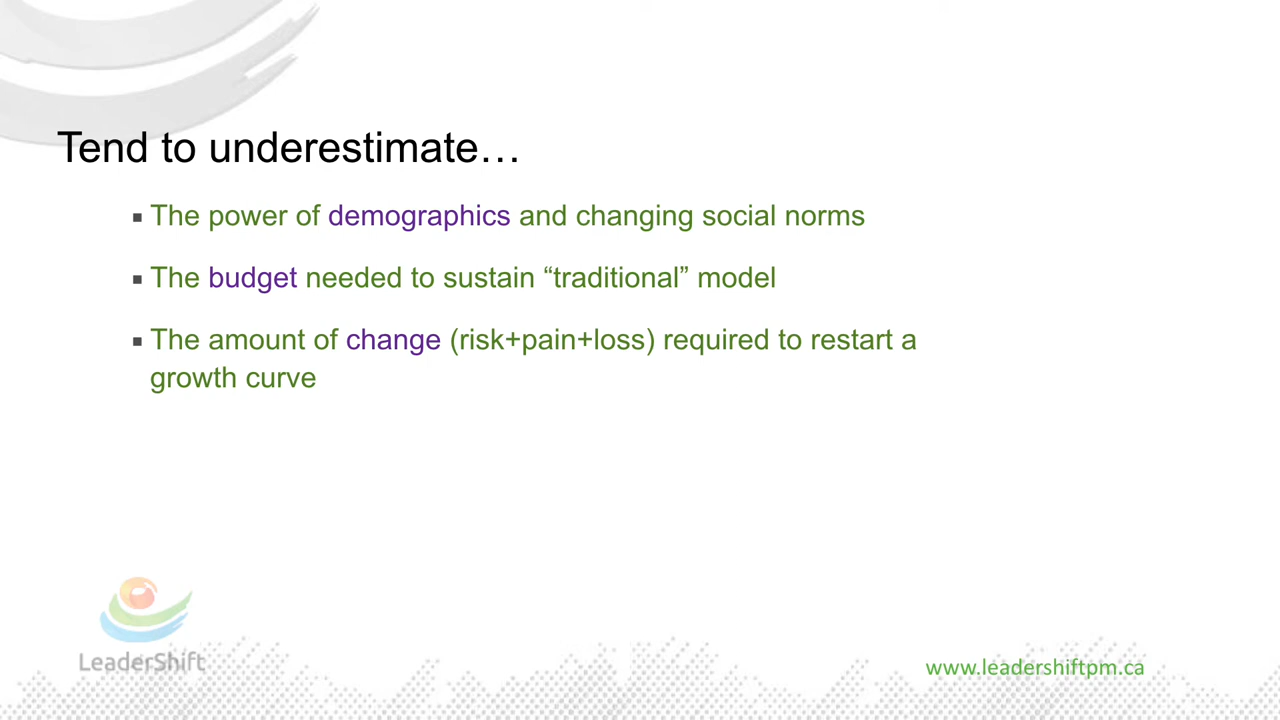 Tend to underestimate…
▪ The power of demographics and changing social norms
▪ The budget needed to sustain “traditional” model
▪ The amount of change (risk+pain+loss) required to restart a
growth curve
LeaderShift
www.leadershiftpm.ca